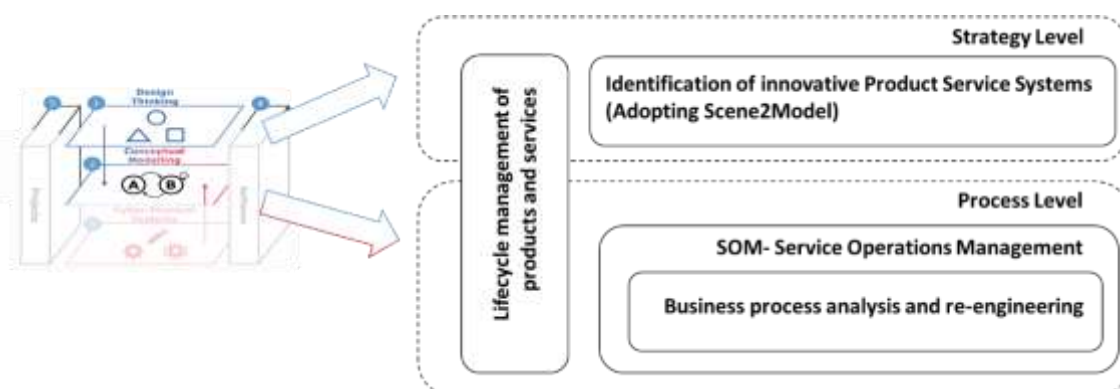 Design
Thinking
Conceptual
Modelling
A
B
Strategy Level
Identification of innovative Product Service Systems
(Adopting Scene2Model)
Lifecycle management of
products and services
Process Level
SOM- Service Operations Management
Business process analysis and re-engineering